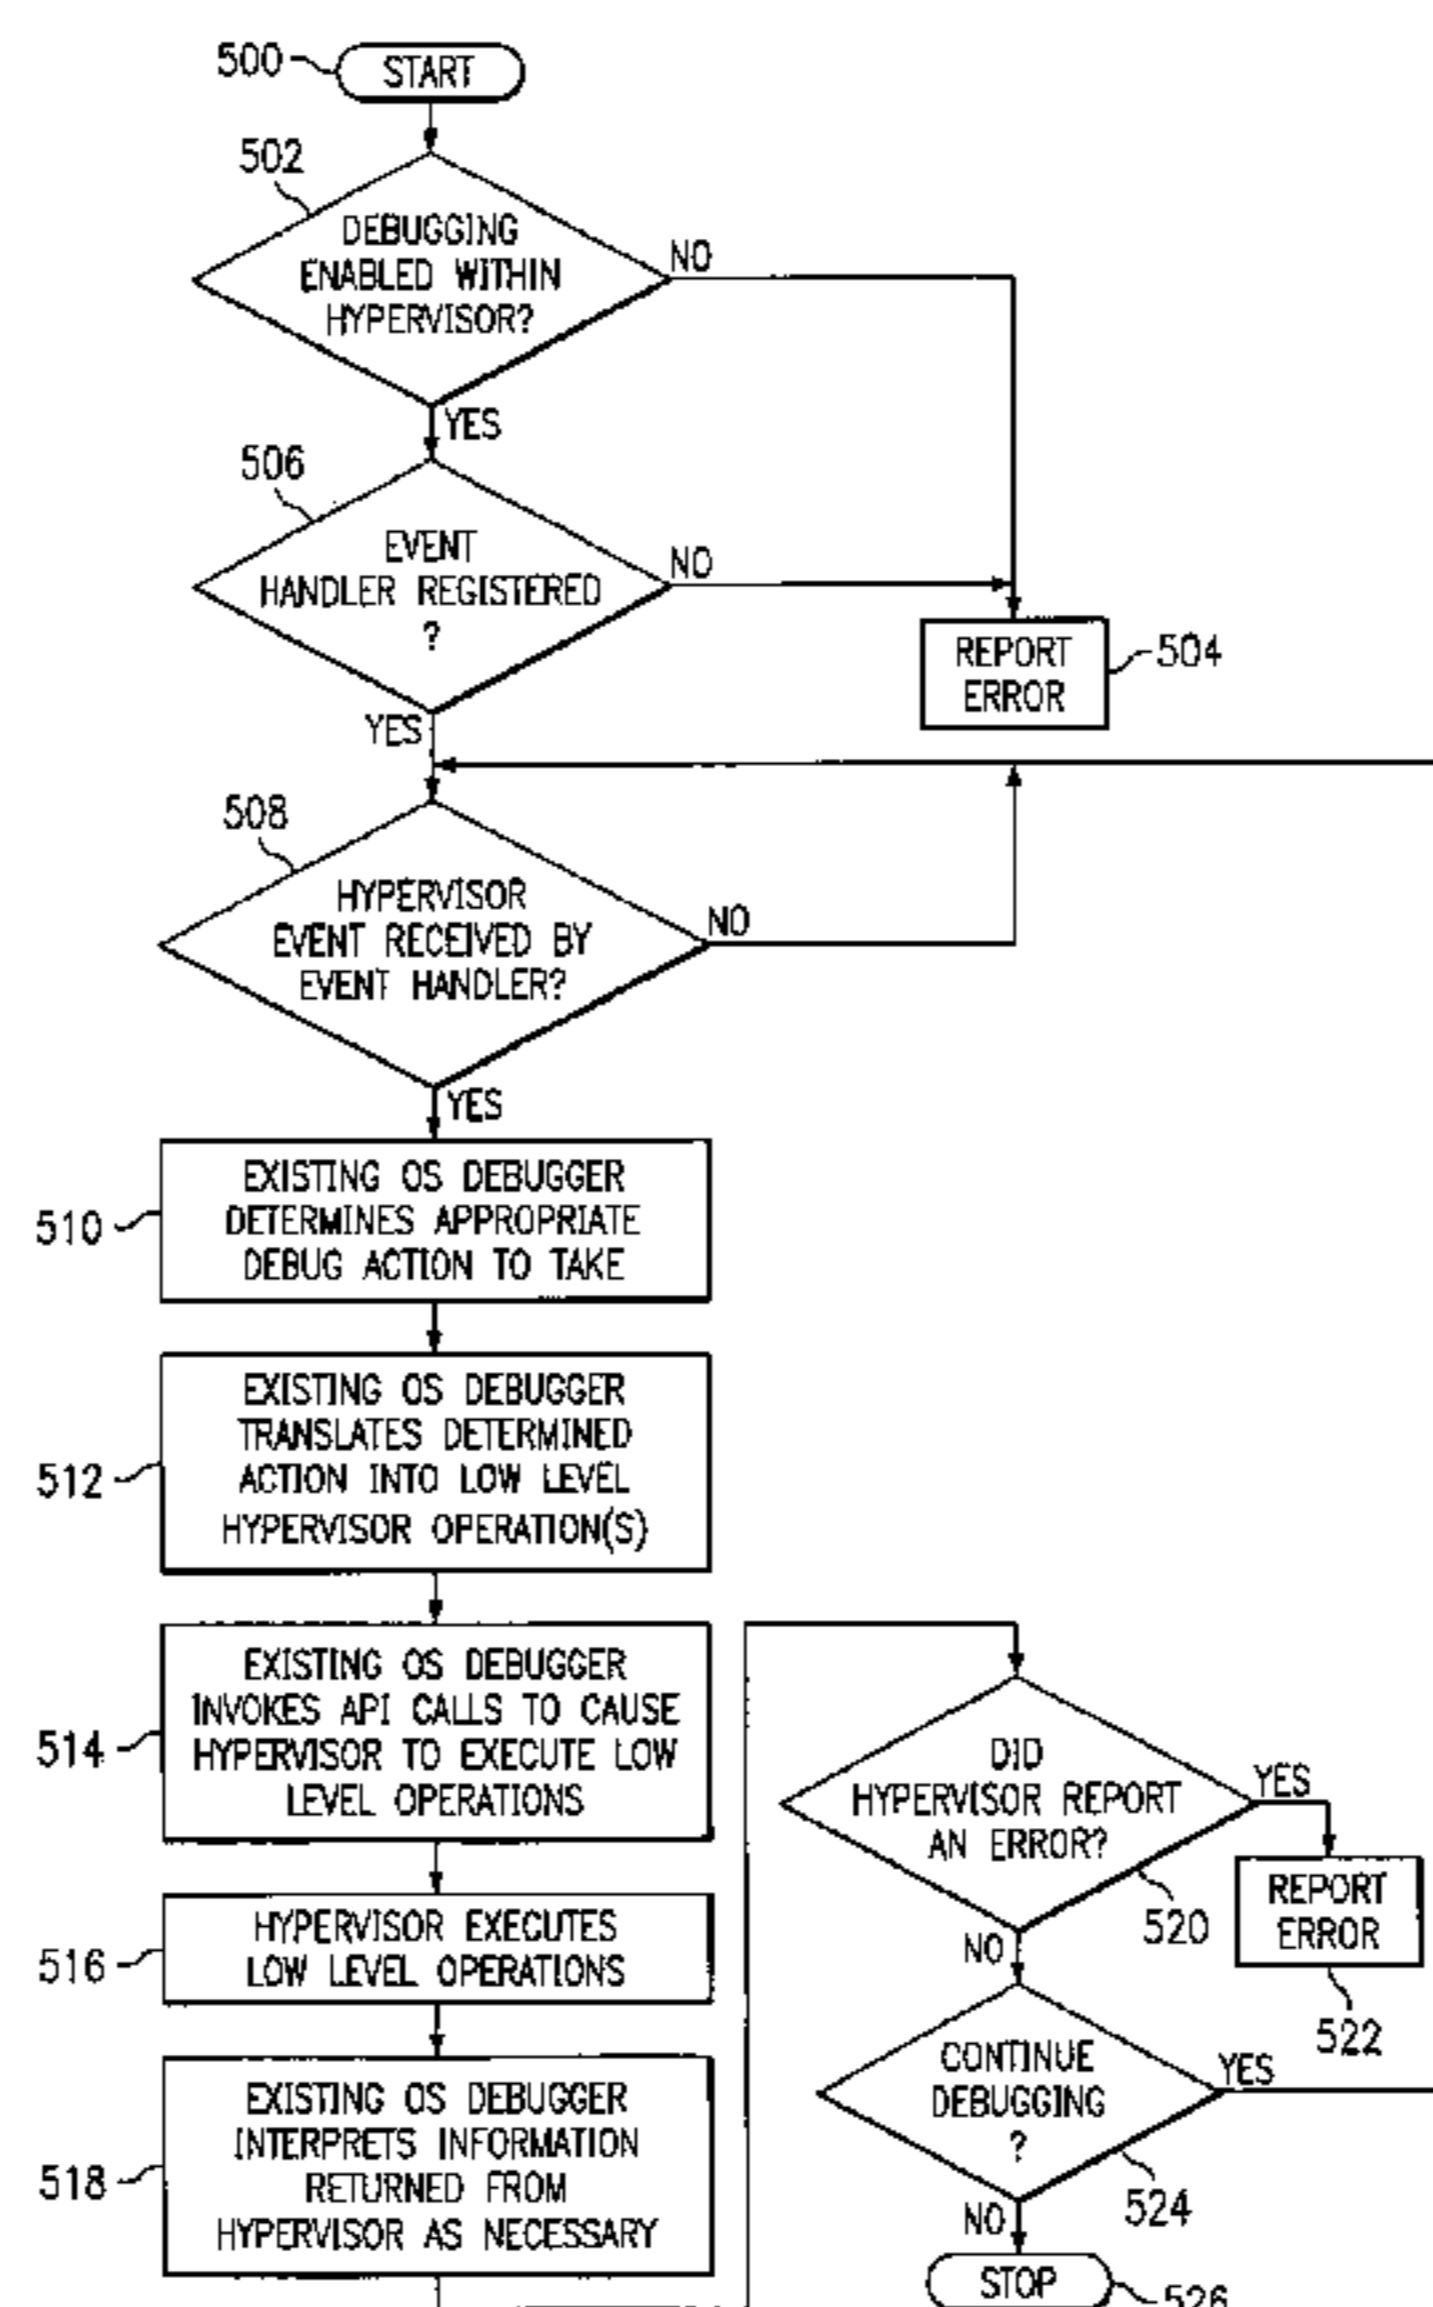 500
START
502
DEBUGGING
ENABLED WITHIN
HYPERVISOR?
NO
YES
506
EVENT
HANDLER REGISTERED
?
NO
YES
REPORT
ERROR
504
508
HYPERVISOR
EVENT RECEIVED BY
EVENT HANDLER?
NO
YES
510
EXISTING OS DEBUGGER
DETERMINES APPROPRIATE
DEBUG ACTION TO TAKE
512
EXISTING OS DEBUGGER
TRANSLATES DETERMINED
ACTION INTO LOW LEVEL
HYPERVISOR OPERATION(S)
514
EXISTING OS DEBUGGER
INVOKES API CALLS TO CAUSE
HYPERVISOR TO EXECUTE LOW
LEVEL OPERATIONS
516
HYPERVISOR EXECUTES
LOW LEVEL OPERATIONS
518
EXISTING OS DEBUGGER
INTERPRETS INFORMATION
RETURNED FROM
HYPERVISOR AS NECESSARY
DID
HYPERVISOR REPORT
AN ERROR?
YES
520
NO
REPORT
ERROR
522
CONTINUE
DEBUGGING
?
YES
524
NO
STOP
526